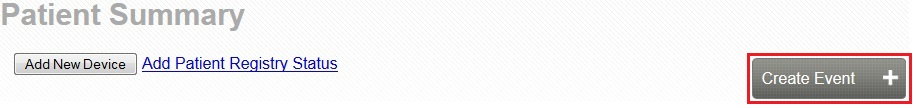 Patient Summary
Add New Device Add Patient Registry Status
Create Event +